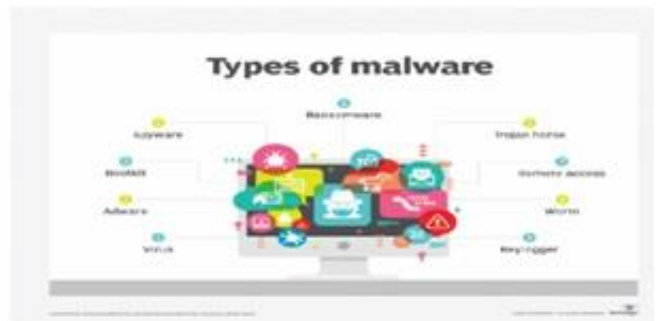 Types of malware
Ransomware
Spyware
Trojan horse
Rootkit
Remote access
Adware
Worm
Virus
Keylogger